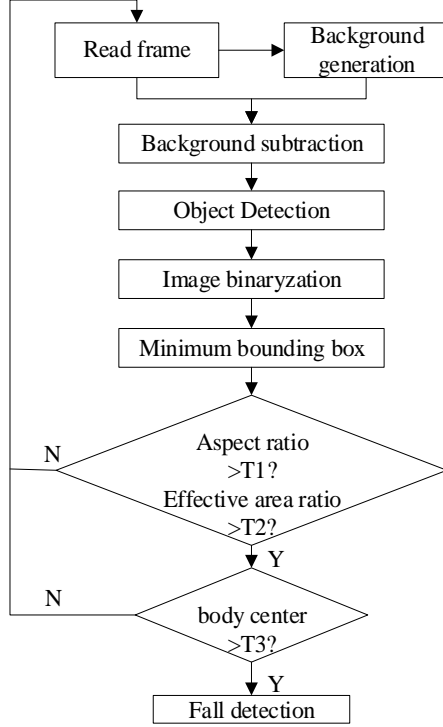 Read frame
Background
generation
Background subtraction
Object Detection
Image binaryzation
Minimum bounding box
N
Aspect ratio
>T1?
Effective area ratio
>T2?
Y
N
body center
>T3?
Y
Fall detection